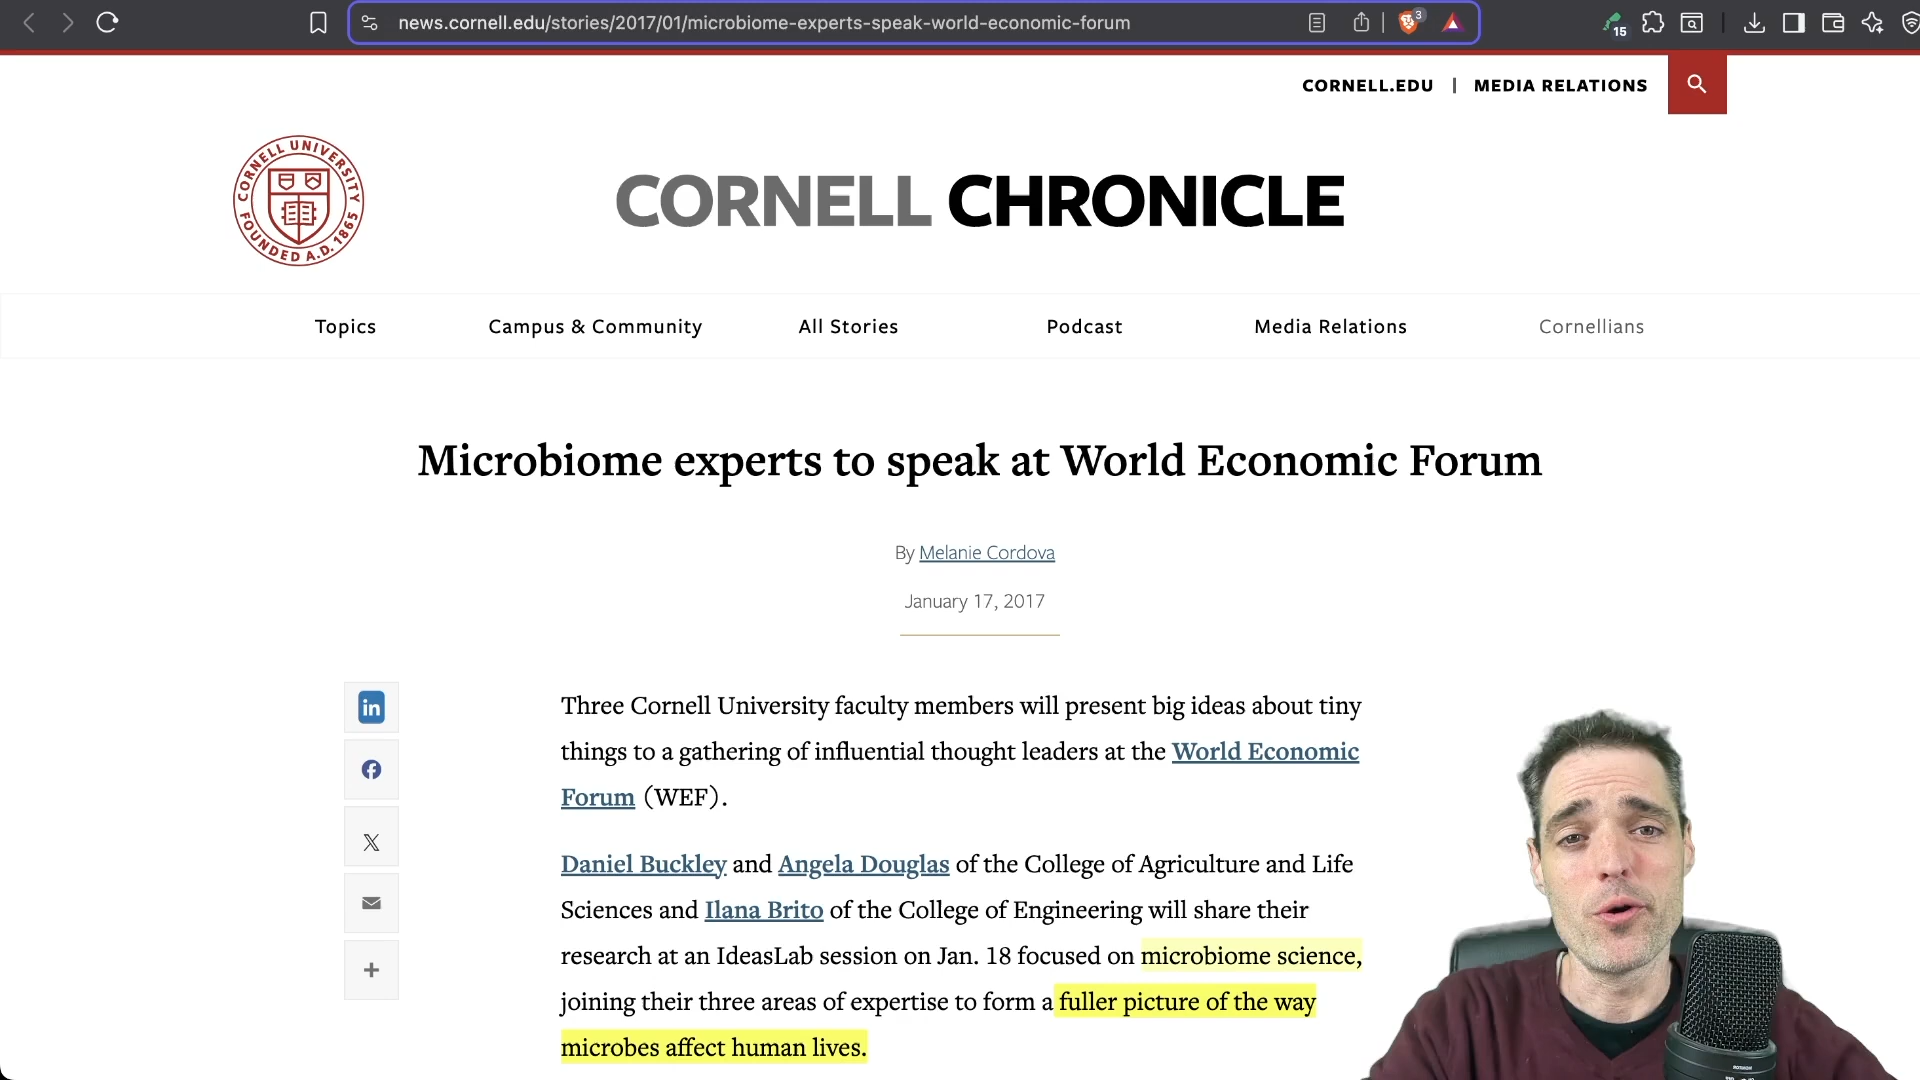 news.cornell.edu/stories/2017/01/microbiome-experts-speak-world-economic-forum
3
15
CORNELL.EDU | MEDIA RELATIONS
CORNELL UNIVERSITY
FOUNDED A.D. 1865
CORNELL CHRONICLE
Topics Campus & Community All Stories Podcast Media Relations Cornellians
Microbiome experts to speak at World Economic Forum
By Melanie Cordova
January 17, 2017
in
f
X
+
Three Cornell University faculty members will present big ideas about tiny
things to a gathering of influential thought leaders at the World Economic
Forum (WEF).
Daniel Buckley and Angela Douglas of the College of Agriculture and Life
Sciences and Ilana Brito of the College of Engineering will share their
research at an IdeasLab session on Jan. 18 focused on microbiome science,
joining their three areas of expertise to form a fuller picture of the way
microbes affect human lives.